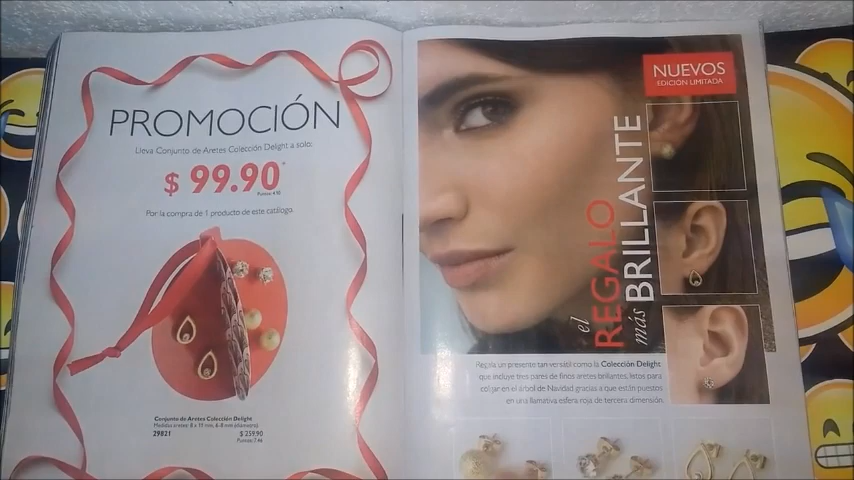 PROMOCIÓN
Lleva Conjunto de Aretes Colección Delight a solo:
$ 99.90*
Por la compra de 1 producto de este catálogo.
Conjunto de Aretes Colección Delight
29821
$ 259.90
NUEVOS
EDICIÓN LIMITADA
el
REGALO
más BRILLANTE
Regala un presente tan versátil como la Colección Delight
que incluye tres pares de finos aretes brillantes, listos para
colgar en el árbol de Navidad gracias a que están puestos
en una llamativa esfera roja de tercera dimensión.